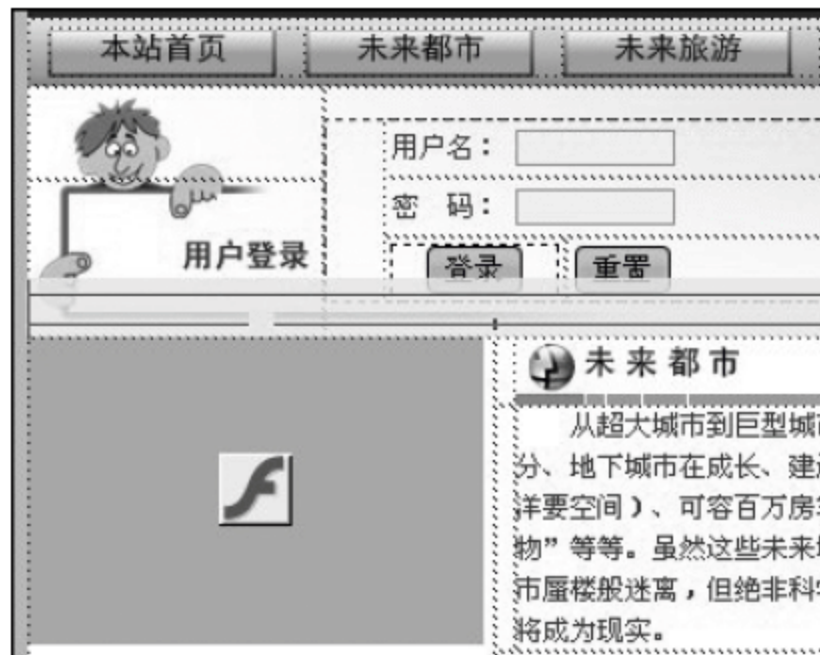 本站首页 未来都市 未来旅游
用户名：
密 码：
用户登录
登录 重置
未来都市
从超大城市到巨型城
分、地下城市在成长、建
洋要空间）、可容百万房
物”等等。虽然这些未来
市蜃楼般迷离，但绝非科
将成为现实。